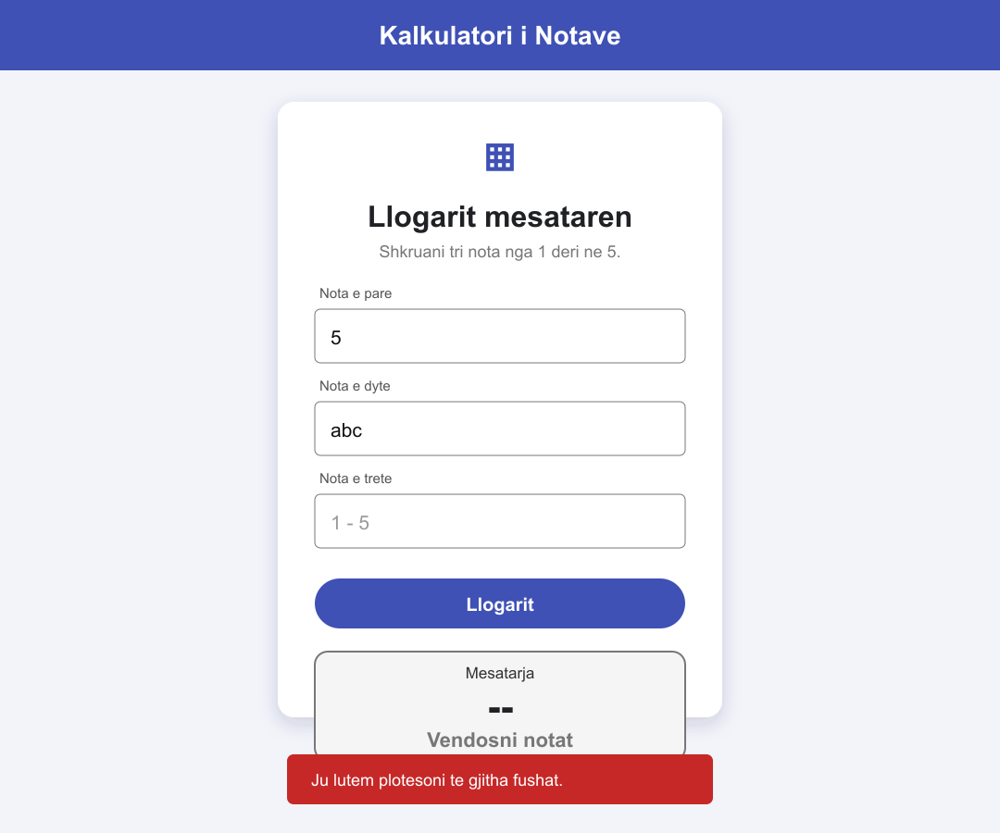 Kalkulatori i Notave
Llogarit mesataren
Shkruani tri nota nga 1 deri ne 5.
Nota e pare
5
Nota e dyte
abc
Nota e trete
1 - 5
Llogarit
Mesatarja
--
Vendosni notat
Ju lutem plotesoni te gjitha fushat.